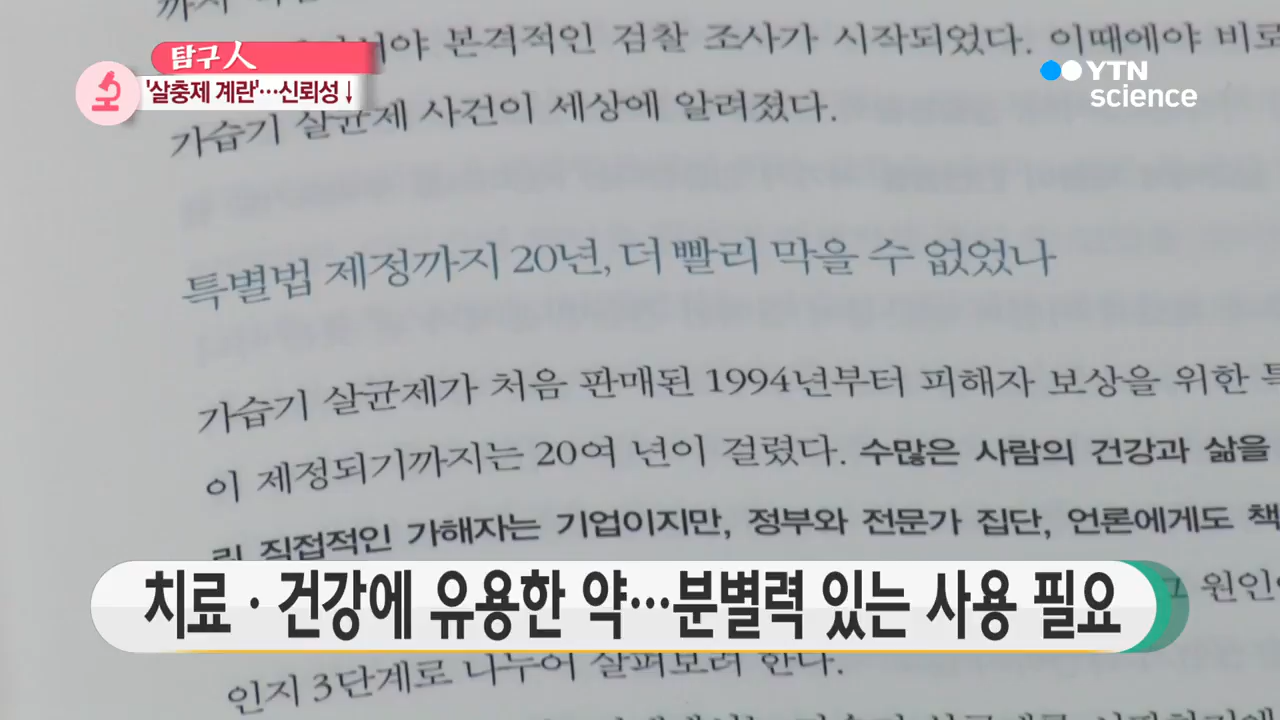 탐구人
'살충제 계란'…신뢰성↓
YTN
science
본격적인 검찰 조사가 시작되었다. 이때에야 비로
가습기 살균제 사건이 세상에 알려졌다.
특별법 제정까지 20년, 더 빨리 막을 수 없었나
가습기 살균제가 처음 판매된 1994년부터 피해자 보상을 위한 특
이 제정되기까지는 20여 년이 걸렸다. 수많은 사람의 건강과 삶을
직접적인 가해자는 기업이지만, 정부와 전문가 집단, 언론에게도 책
원인
치료·건강에 유용한 약…분별력 있는 사용 필요
인지 3단계로 나누어 살펴보려 한다.